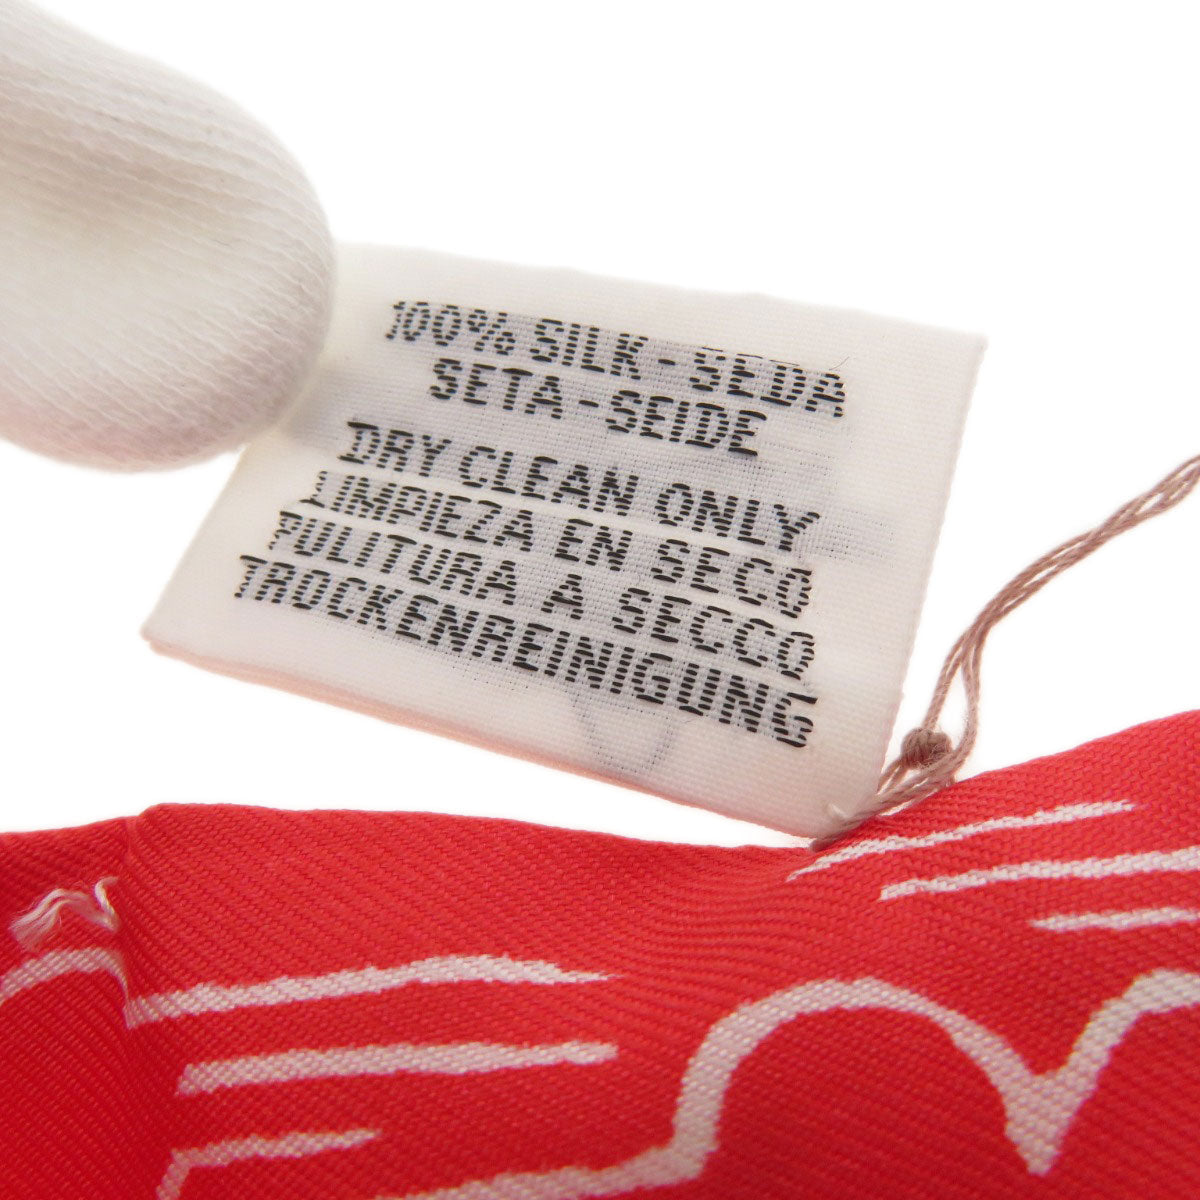 100% SILK - SEDA
SETA - SEIDE
DRY CLEAN ONLY
LIMPIEZA EN SECO
PULITURA A SECCO
TROCKENREINIGUNG